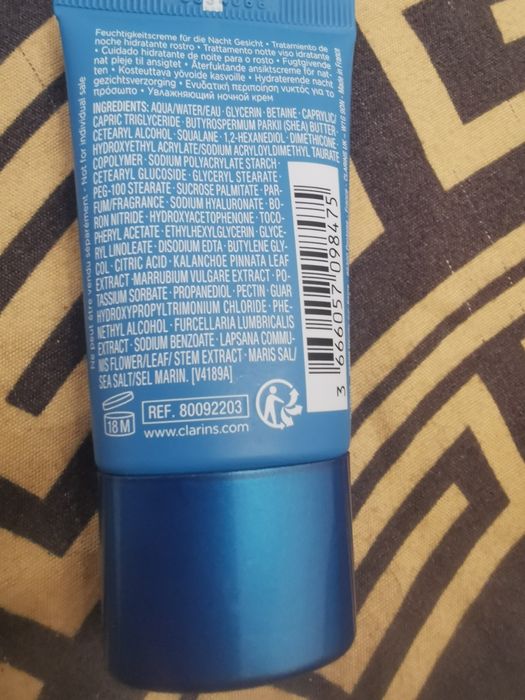 Feuchtigkeitscreme für die Nacht Gesicht • Tratamiento de
noche hidratante rostro • Trattamento notte viso idratante
• Cuidado hidratante de noite para o rosto • Fugtgivende
nat pleje til ansigtet • Återfuktande ansiktscreme för nat-
ten • Kosteuttava yövoide kasvoille • Hydraterende nacht
gezichtsverzorging • Ενυδατική περιποίηση νυκτός για το
πρόσωπο • Увлажняющий ночной крем
INGREDIENTS: AQUA/WATER/EAU · GLYCERIN · BETAINE · CAPRYLIC/
CAPRIC TRIGLYCERIDE · BUTYROSPERMUM PARKII (SHEA) BUTTER ·
CETEARYL ALCOHOL · SQUALANE · 1,2-HEXANEDIOL · DIMETHICONE ·
HYDROXYETHYL ACRYLATE/SODIUM ACRYLOYLDIMETHYL TAURATE
COPOLYMER · SODIUM POLYACRYLATE STARCH ·
CETEARYL GLUCOSIDE · GLYCERYL STEARATE ·
PEG-100 STEARATE · SUCROSE PALMITATE · PAR-
FUM/FRAGRANCE · SODIUM HYALURONATE · BO-
RON NITRIDE · HYDROXYACETOPHENONE · TOCO-
PHERYL ACETATE · ETHYLHEXYLGLYCERIN · GLYCE-
RYL LINOLEATE · DISODIUM EDTA · BUTYLENE GLY-
COL · CITRIC ACID · KALANCHOE PINNATA LEAF
EXTRACT · MARRUBIUM VULGARE EXTRACT · PO-
TASSIUM SORBATE · PROPANEDIOL · PECTIN · GUAR
HYDROXYPROPYLTRIMONIUM CHLORIDE · PHE-
NETHYL ALCOHOL · FURCELLARIA LUMBRICALIS
EXTRACT · SODIUM BENZOATE · LAPSANA COMMU-
NIS FLOWER/LEAF/ STEM EXTRACT · MARIS SAL/
SEA SALT/SEL MARIN. [V4189A]
18 M
REF. 80092203
www.clarins.com
3 666057 098475
Ne peut être vendu séparément - Not for individual sale
Made in France
CLARINS UK - W1G 9DN